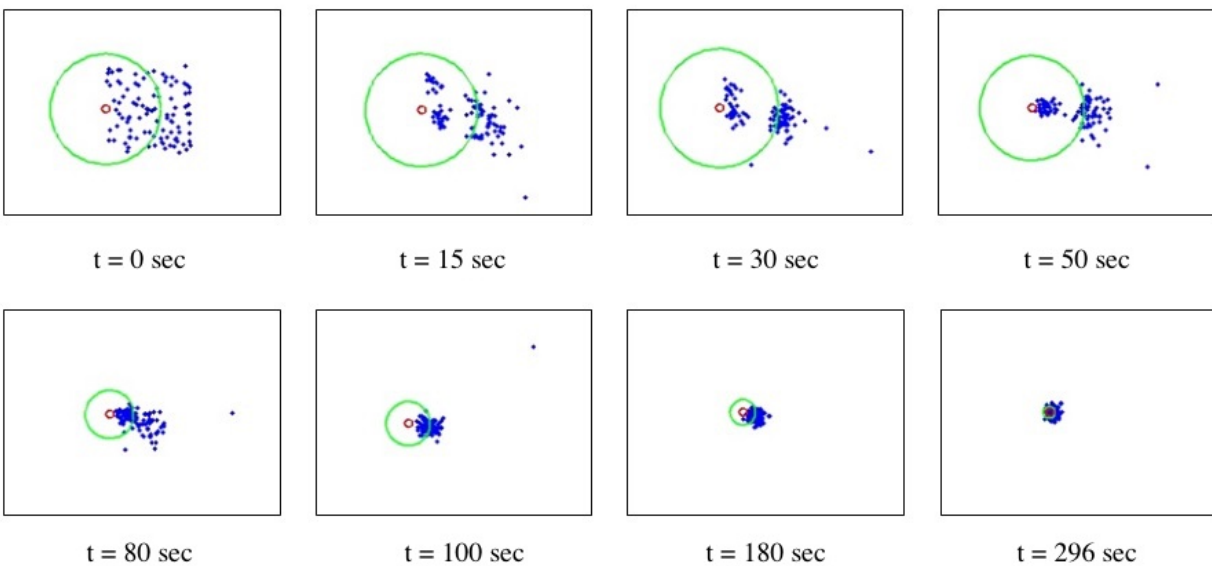 t = 0 sec
t = 15 sec
t = 30 sec
t = 50 sec
t = 80 sec
t = 100 sec
t = 180 sec
t = 296 sec